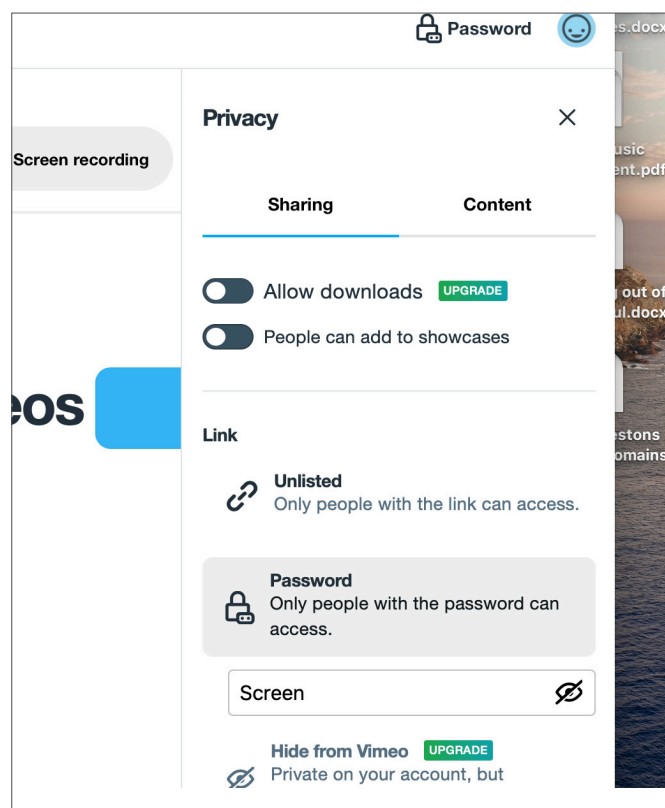 Password
s.docx
Privacy
usic
ent.pdf
Screen recording
Sharing
Content
Allow downloads UPGRADE
out of
ul.docx
People can add to showcases
eos
Link
stons
omains
Unlisted
Only people with the link can access.
Password
Only people with the password can
access.
Screen
Hide from Vimeo UPGRADE
Private on your account, but